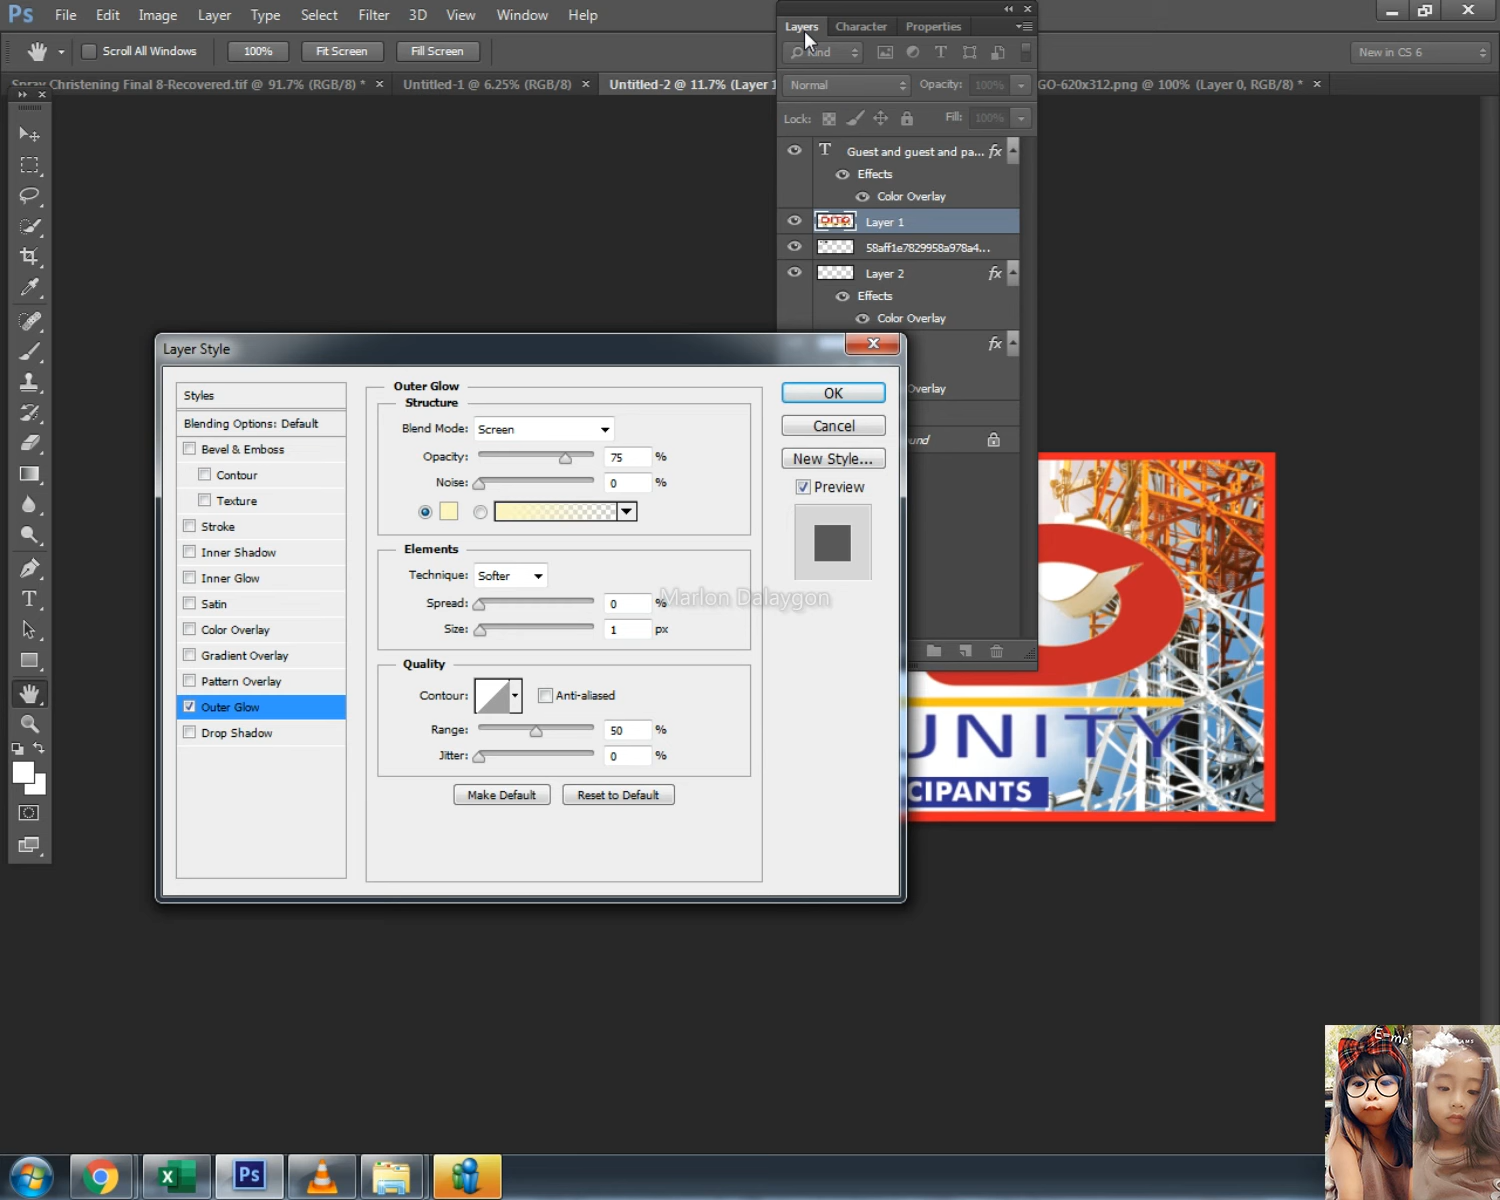 Ps File Edit Image Layer Type Select Filter 3D View Window Help
Scroll All Windows 100% Fit Screen Fill Screen
New in CS 6
Spray Christening Final 8-Recovered.tif @ 91.7% (RGB/8) * × Untitled-1 @ 6.25% (RGB/8) × Untitled-2 @ 11.7% (Layer 1 GO-620x312.png @ 100% (Layer 0, RGB/8) * ×
Layers Character Properties
Kind
Normal Opacity: 100%
Lock: Fill: 100%
T Guest and guest and pa... fx
Effects
Color Overlay
DITO Layer 1
58aff1e7829958a978a4...
Layer 2 fx
Effects
Color Overlay
fx
Overlay
ound
Layer Style
Styles
Blending Options: Default
Bevel & Emboss
Contour
Texture
Stroke
Inner Shadow
Inner Glow
Satin
Color Overlay
Gradient Overlay
Pattern Overlay
Outer Glow
Drop Shadow
Outer Glow
Structure
Blend Mode: Screen
Opacity: 75 %
Noise: 0 %
Elements
Technique: Softer
Spread: 0 %
Size: 1 px
Quality
Contour: Anti-aliased
Range: 50 %
Jitter: 0 %
Make Default Reset to Default
OK
Cancel
New Style...
Preview
Marlon Dalaygon
UNITY
CIPANTS
E=mc²
Ps